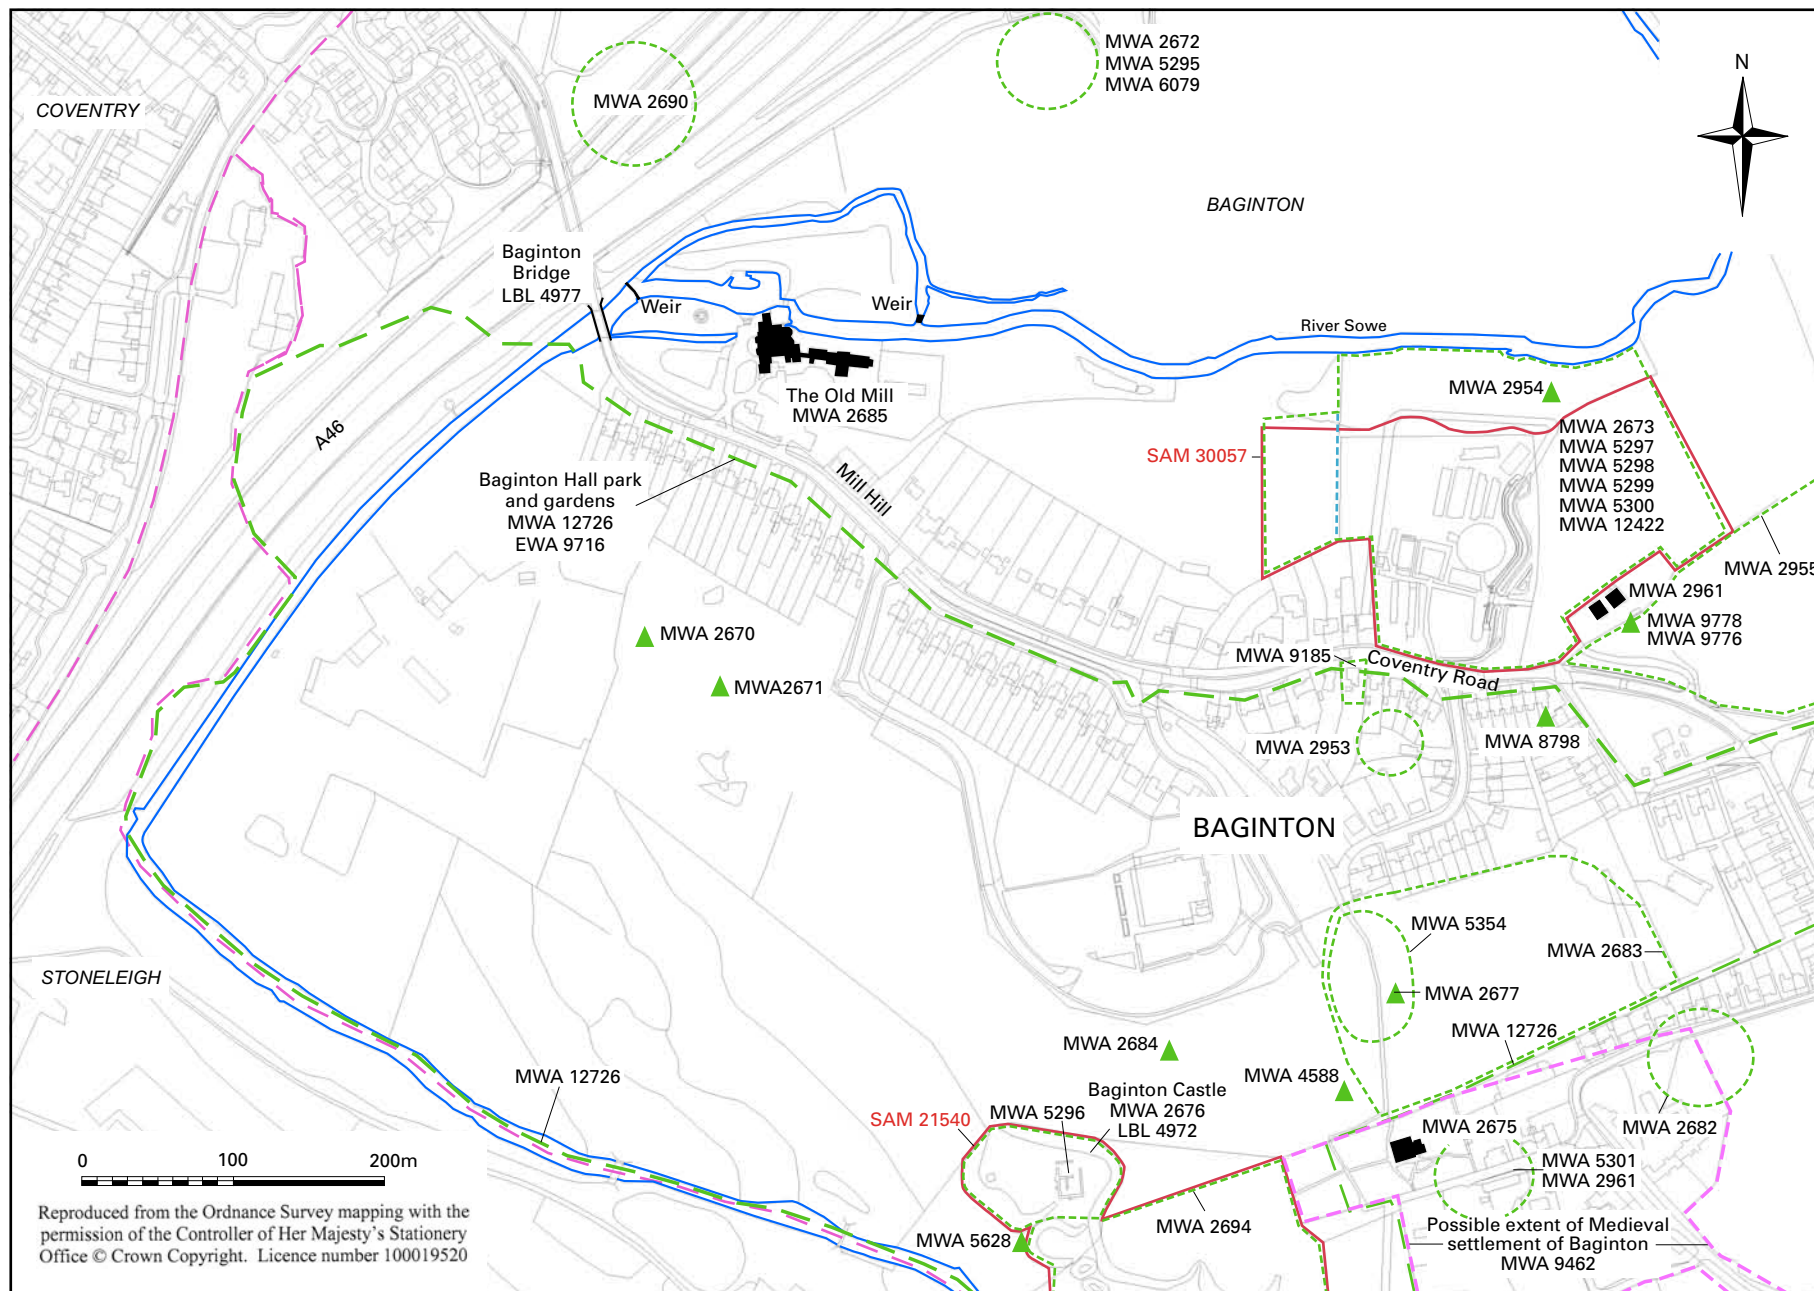 MWA 2672
MWA 5295
MWA 6079
N
COVENTRY
MWA 2690
BAGINTON
Baginton
Bridge
LBL 4977
Weir
Weir
River Sowe
The Old Mill
MWA 2685
MWA 2954
A46
SAM 30057
MWA 2673
MWA 5297
MWA 5298
MWA 5299
MWA 5300
MWA 12422
Baginton Hall park
and gardens
MWA 12726
EWA 9716
Mill Hill
MWA 2955
MWA 2961
MWA 9778
MWA 9776
MWA 2670
MWA2671
MWA 9185
Coventry Road
MWA 2953
MWA 8798
BAGINTON
MWA 5354
MWA 2683
MWA 2677
STONELEIGH
MWA 12726
MWA 2684
MWA 4588
MWA 12726
Baginton Castle
MWA 2676
LBL 4972
MWA 5296
SAM 21540
MWA 2675
MWA 2682
MWA 5301
MWA 2961
0 100 200m
Reproduced from the Ordnance Survey mapping with the
permission of the Controller of Her Majesty's Stationery
Office © Crown Copyright. Licence number 100019520
MWA 5628
MWA 2694
Possible extent of Medieval
settlement of Baginton
MWA 9462